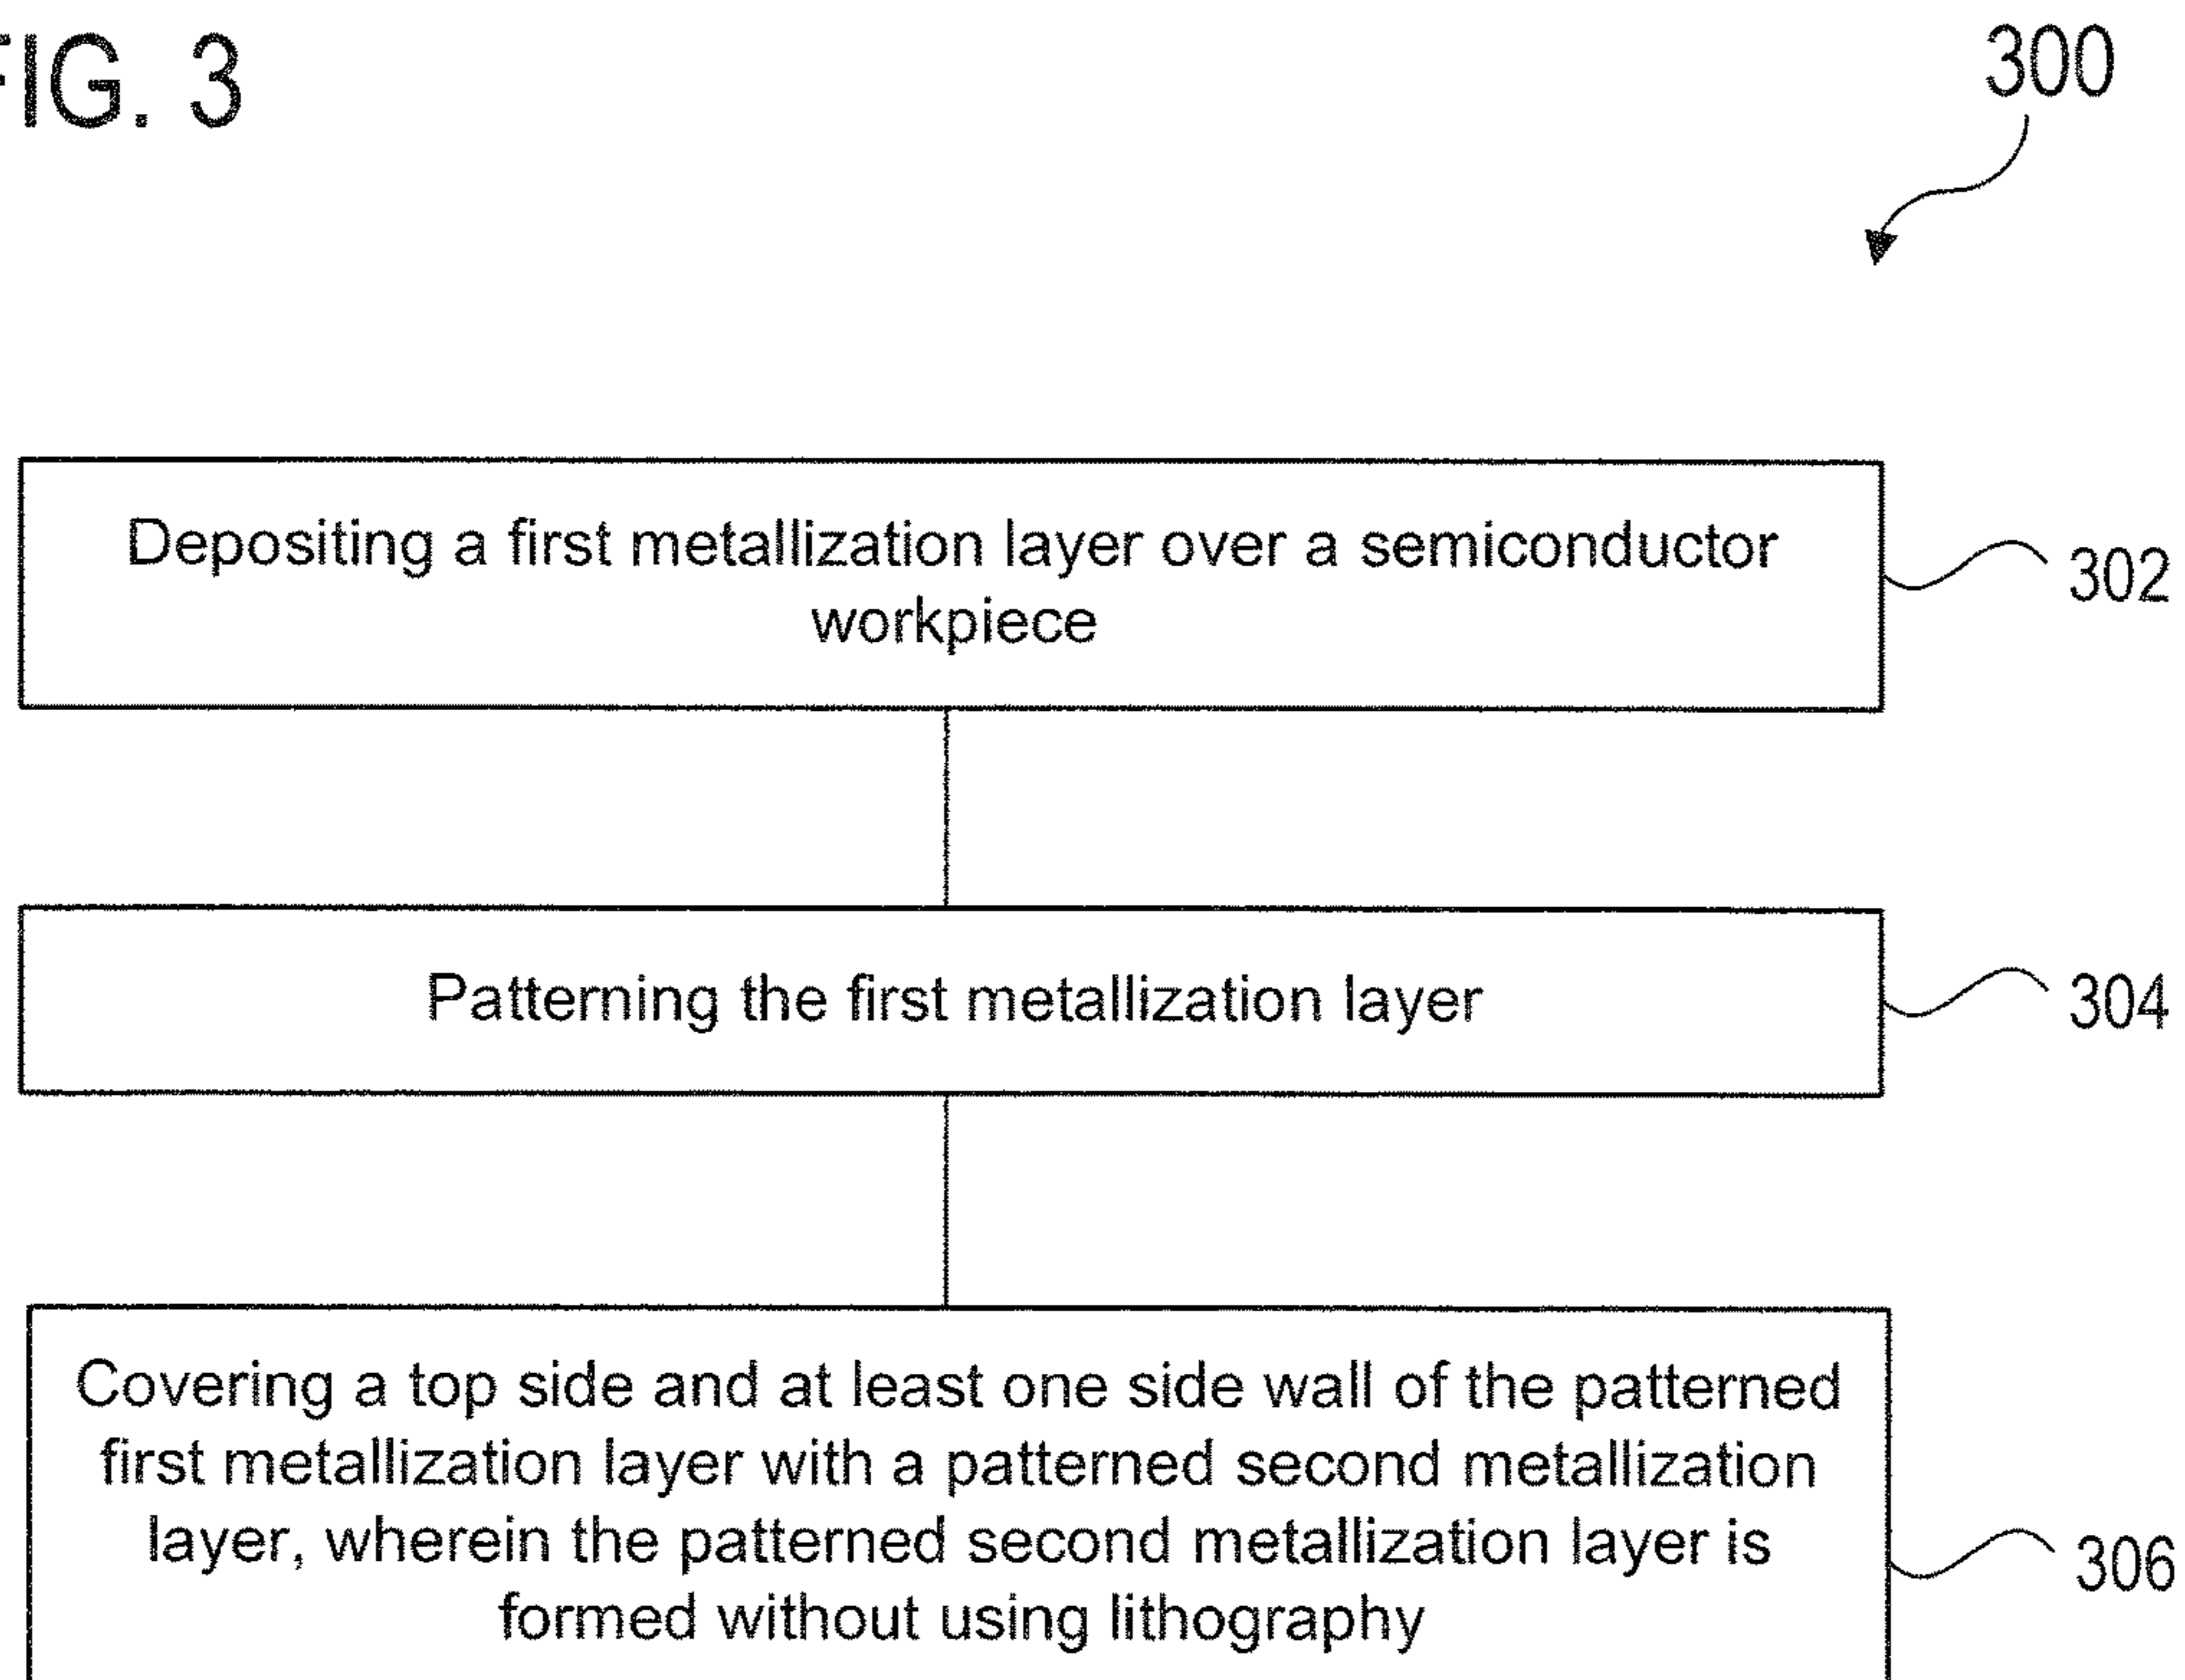 FIG. 3
300
Depositing a first metallization layer over a semiconductor
workpiece
302
Patterning the first metallization layer
304
Covering a top side and at least one side wall of the patterned
first metallization layer with a patterned second metallization
layer, wherein the patterned second metallization layer is
formed without using lithography
306